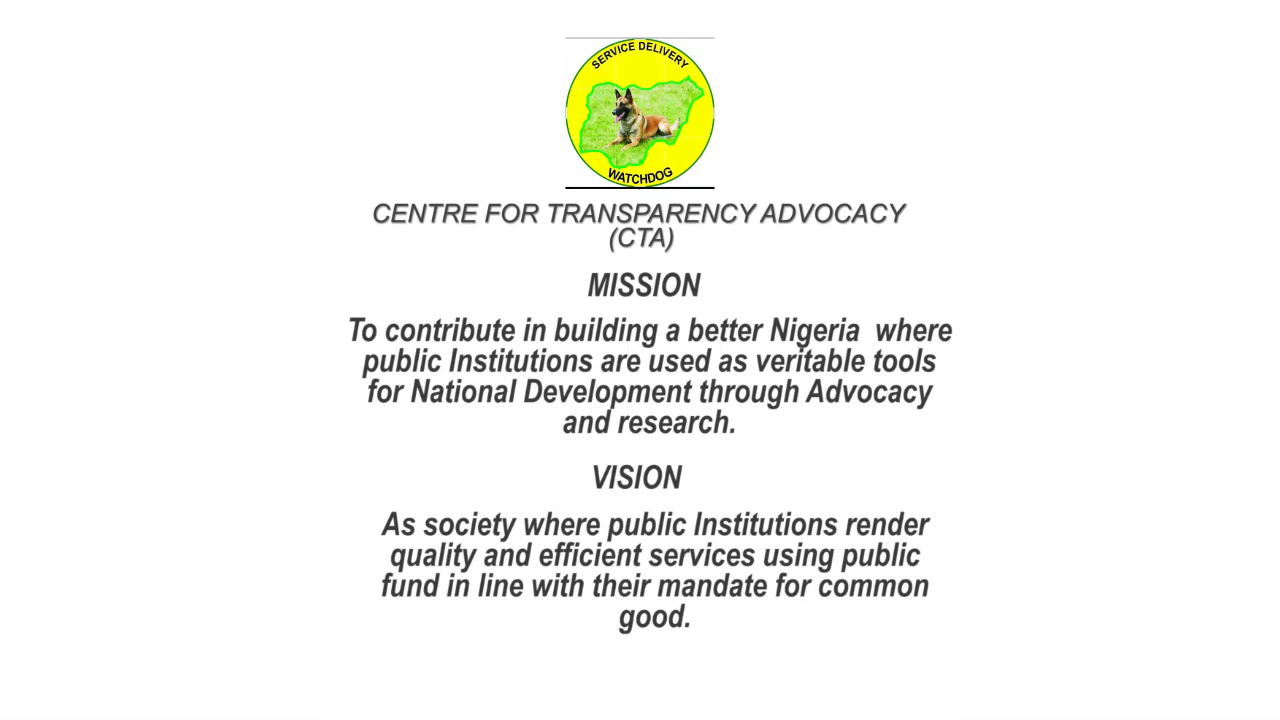 SERVICE DELIVERY
WATCHDOG
CENTRE FOR TRANSPARENCY ADVOCACY
(CTA)
MISSION
To contribute in building a better Nigeria where
public Institutions are used as veritable tools
for National Development through Advocacy
and research.
VISION
As society where public Institutions render
quality and efficient services using public
fund in line with their mandate for common
good.